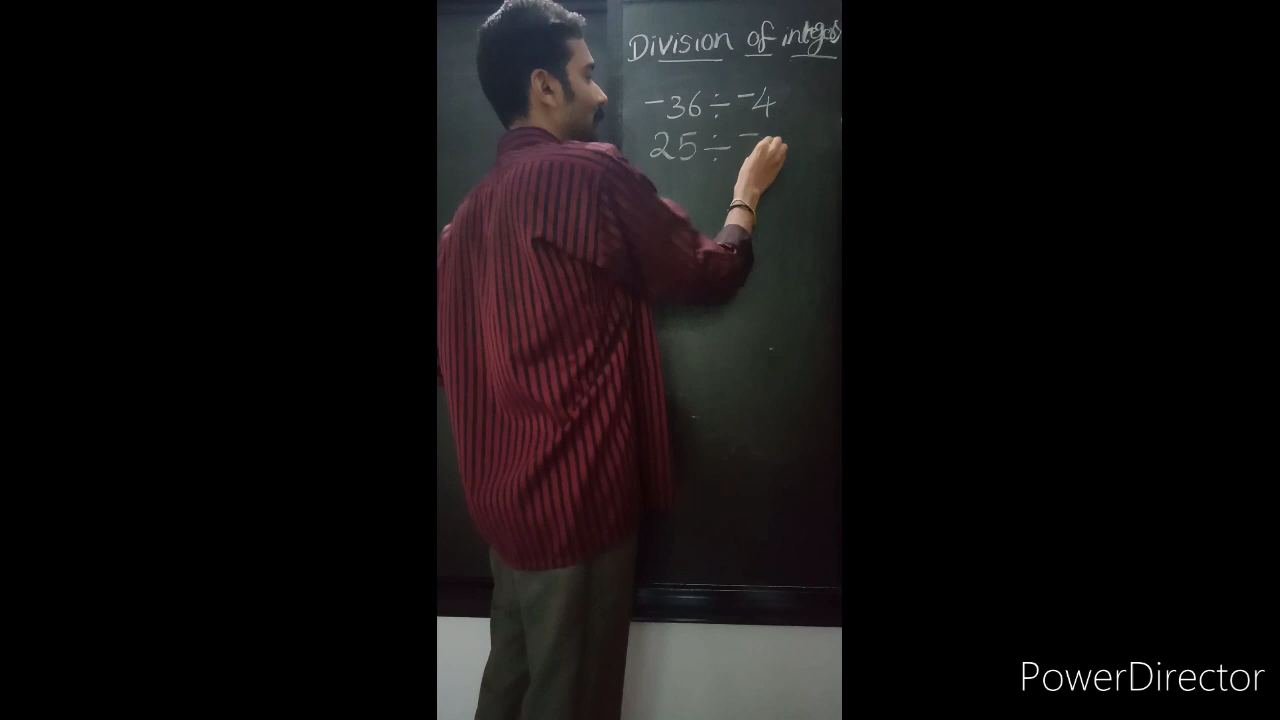 Division of integers
-36 ÷ -4
25 ÷ -
PowerDirector